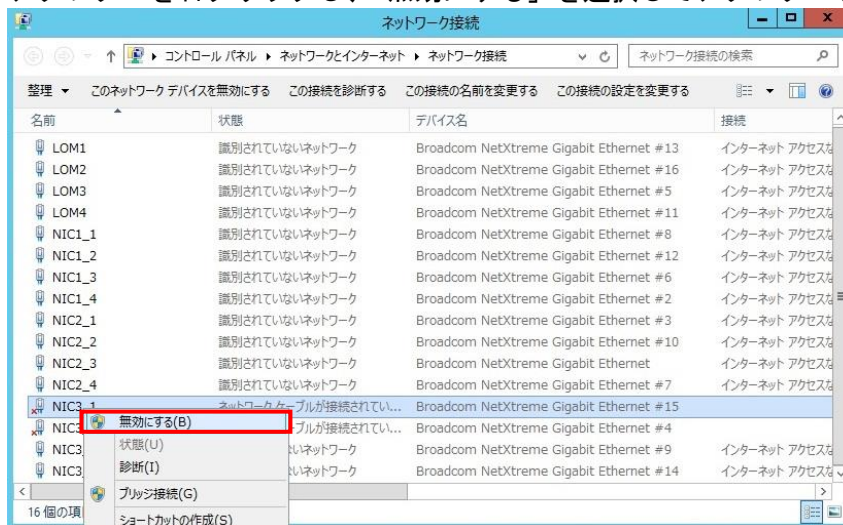 ネットワーク接続
コントロール パネル ▸ ネットワークとインターネット ▸ ネットワーク接続
ネットワーク接続の検索
整理 このネットワーク デバイスを無効にする この接続を診断する この接続の名前を変更する この接続の設定を変更する
名前 状態 デバイス名 接続
LOM1 識別されていないネットワーク Broadcom NetXtreme Gigabit Ethernet #13 インターネット アクセスな
LOM2 識別されていないネットワーク Broadcom NetXtreme Gigabit Ethernet #16 インターネット アクセスな
LOM3 識別されていないネットワーク Broadcom NetXtreme Gigabit Ethernet #5 インターネット アクセスな
LOM4 識別されていないネットワーク Broadcom NetXtreme Gigabit Ethernet #11 インターネット アクセスな
NIC1_1 識別されていないネットワーク Broadcom NetXtreme Gigabit Ethernet #8 インターネット アクセスな
NIC1_2 識別されていないネットワーク Broadcom NetXtreme Gigabit Ethernet #12 インターネット アクセスな
NIC1_3 識別されていないネットワーク Broadcom NetXtreme Gigabit Ethernet #6 インターネット アクセスな
NIC1_4 識別されていないネットワーク Broadcom NetXtreme Gigabit Ethernet #2 インターネット アクセスな
NIC2_1 識別されていないネットワーク Broadcom NetXtreme Gigabit Ethernet #3 インターネット アクセスな
NIC2_2 識別されていないネットワーク Broadcom NetXtreme Gigabit Ethernet #10 インターネット アクセスな
NIC2_3 識別されていないネットワーク Broadcom NetXtreme Gigabit Ethernet インターネット アクセスな
NIC2_4 識別されていないネットワーク Broadcom NetXtreme Gigabit Ethernet #7 インターネット アクセスな
NIC3_1 ネットワーク ケーブルが接続されてい... Broadcom NetXtreme Gigabit Ethernet #15
NIC3 ブルが接続されてい... Broadcom NetXtreme Gigabit Ethernet #4
NIC3 いネットワーク Broadcom NetXtreme Gigabit Ethernet #9 インターネット アクセスな
NIC3 いネットワーク Broadcom NetXtreme Gigabit Ethernet #14 インターネット アクセスな
無効にする(B)
状態(U)
診断(I)
ブリッジ接続(G)
ショートカットの作成(S)
16 個の項